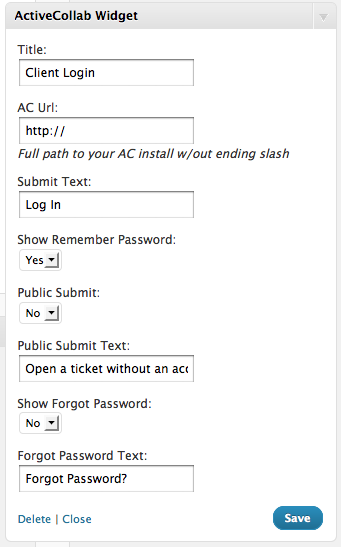 ActiveCollab Widget
Title:
Client Login
AC Url:
http://
Full path to your AC install w/out ending slash
Submit Text:
Log In
Show Remember Password:
Yes
Public Submit:
No
Public Submit Text:
Open a ticket without an acc
Show Forgot Password:
No
Forgot Password Text:
Forgot Password?
Delete | Close
Save